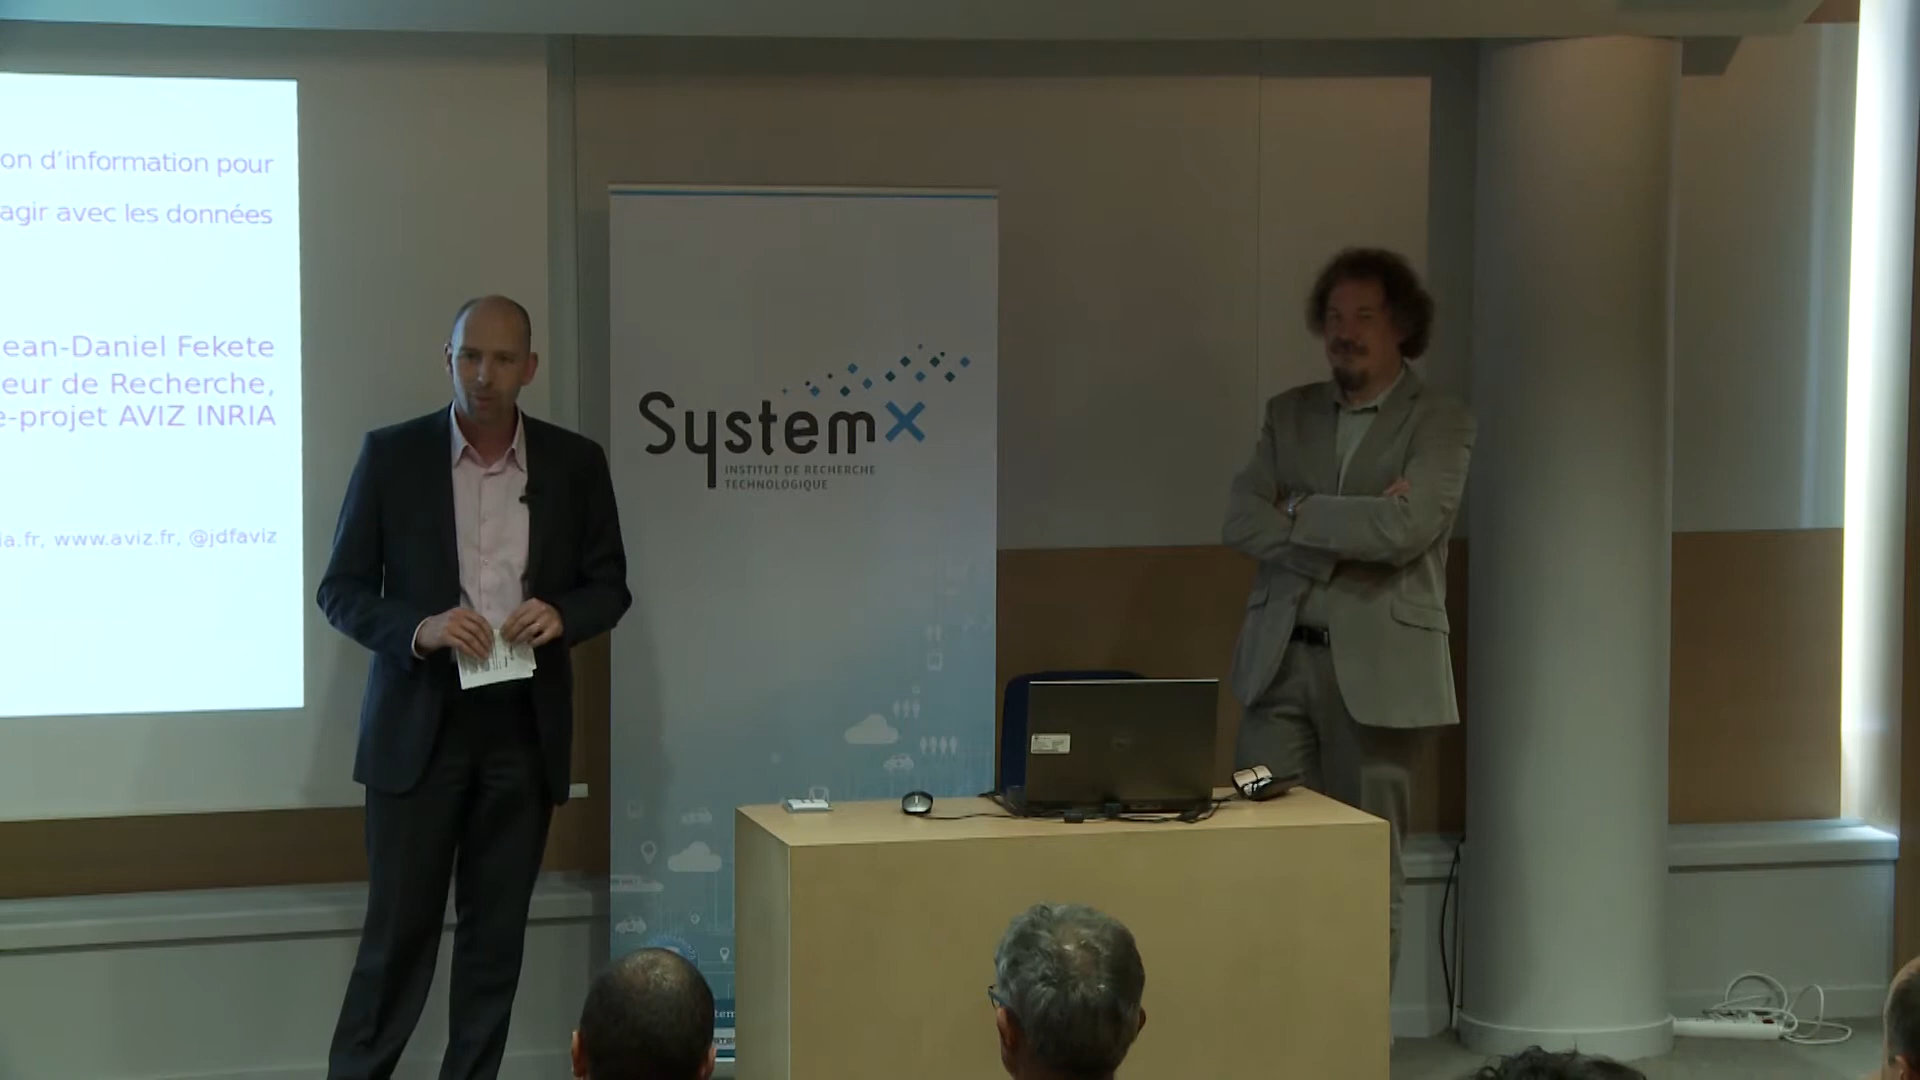 on d'information pour
agir avec les données
ean-Daniel Fekete
eur de Recherche,
e-projet AVIZ INRIA
ia.fr, www.aviz.fr, @jdfaviz
SystemX
INSTITUT DE RECHERCHE
TECHNOLOGIQUE